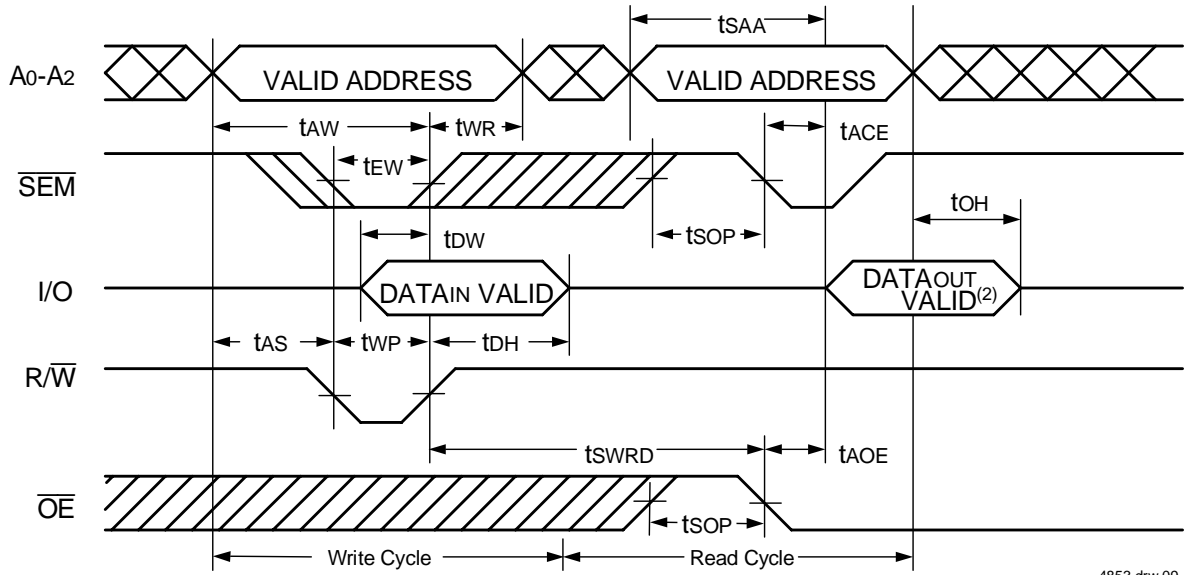 tSAA
A0-A2
VALID ADDRESS
VALID ADDRESS
tAW
tWR
tACE
tEW
SEM
tOH
tDW
tSOP
I/O
DATAIN VALID
DATAOUT
VALID(2)
tAS
tWP
tDH
R/W
tSWRD
tAOE
OE
tSOP
Write Cycle
Read Cycle